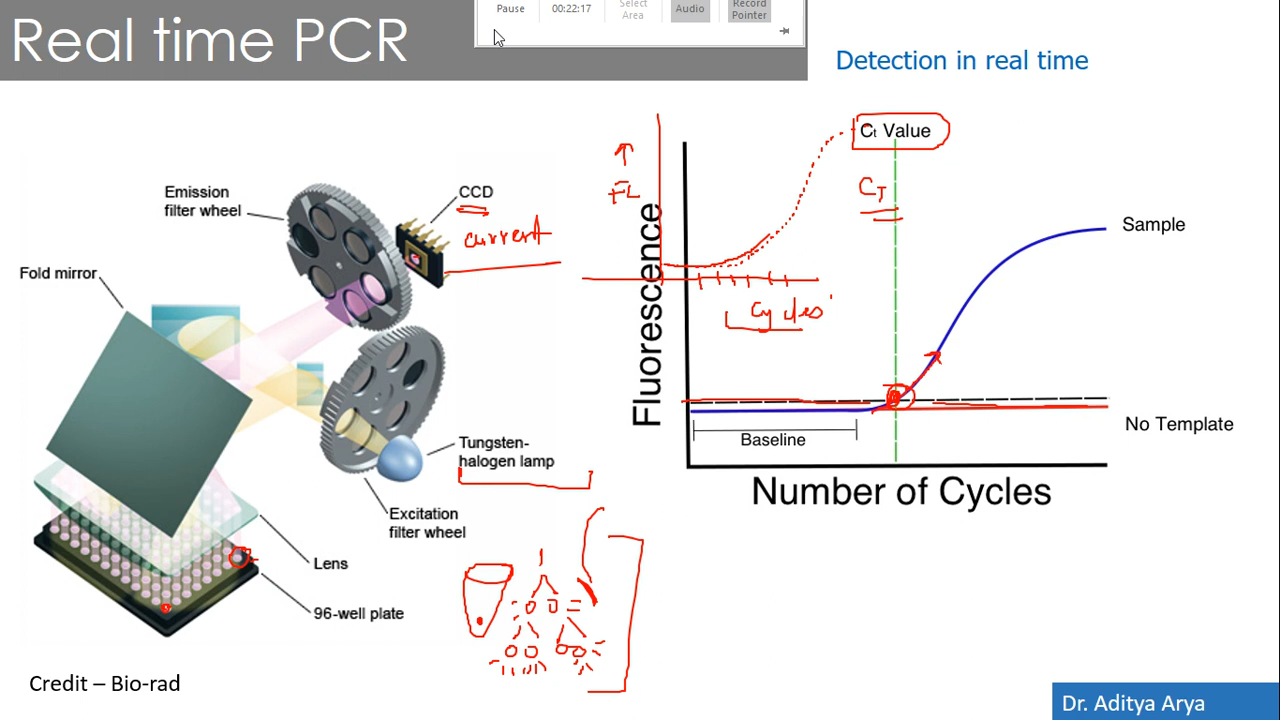 Real time PCR
Pause
00:22:17
Select
Area
Audio
Record
Pointer
Detection in real time
Emission
filter wheel
CCD
current
Fold mirror
Tungsten-
halogen lamp
Excitation
filter wheel
Lens
96-well plate
Credit – Bio-rad
FL
cycles
Ct Value
CT
Fluorescence
Sample
No Template
Baseline
Number of Cycles
Dr. Aditya Arya